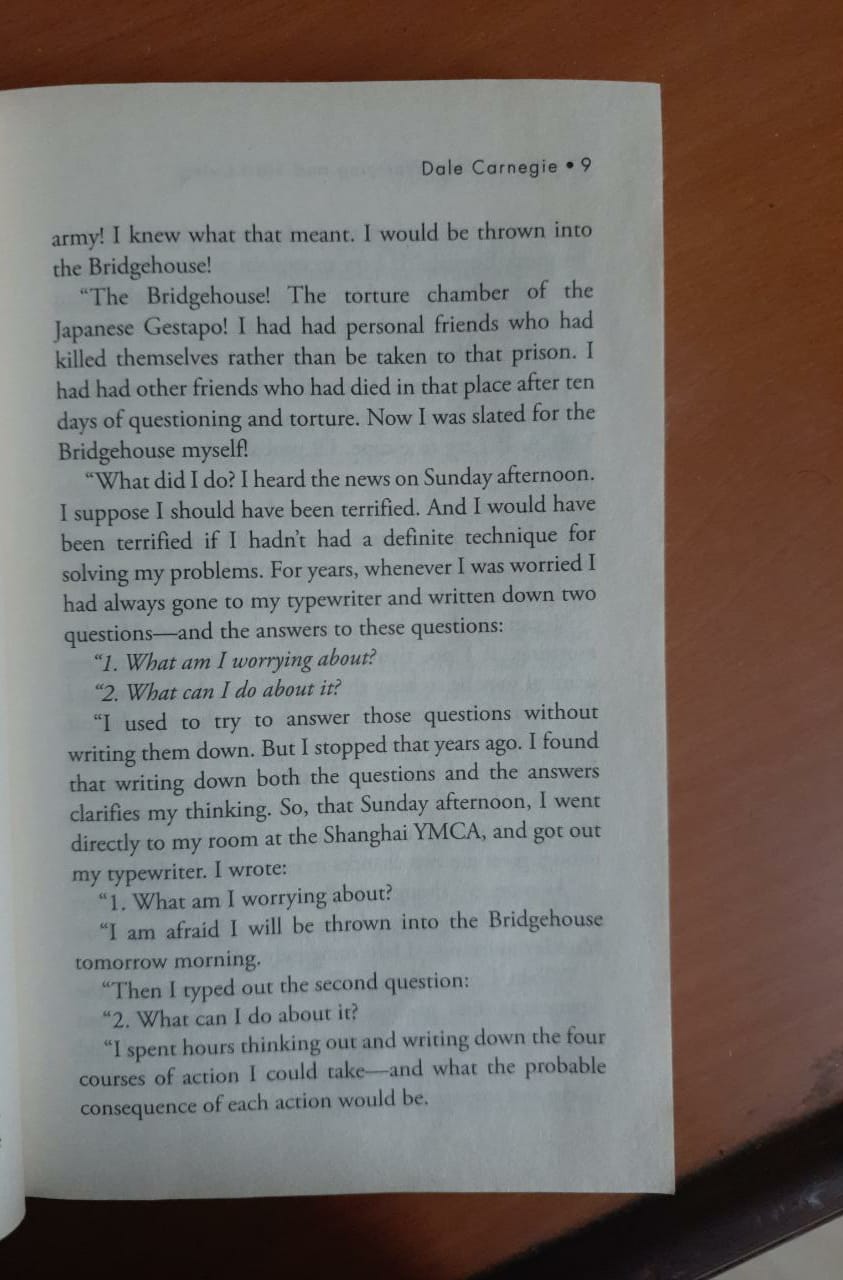 Dale Carnegie • 9
army! I knew what that meant. I would be thrown into
the Bridgehouse!
“The Bridgehouse! The torture chamber of the
Japanese Gestapo! I had had personal friends who had
killed themselves rather than be taken to that prison. I
had had other friends who had died in that place after ten
days of questioning and torture. Now I was slated for the
Bridgehouse myself!
“What did I do? I heard the news on Sunday afternoon.
I suppose I should have been terrified. And I would have
been terrified if I hadn’t had a definite technique for
solving my problems. For years, whenever I was worried I
had always gone to my typewriter and written down two
questions—and the answers to these questions:
“1. What am I worrying about?
“2. What can I do about it?
“I used to try to answer those questions without
writing them down. But I stopped that years ago. I found
that writing down both the questions and the answers
clarifies my thinking. So, that Sunday afternoon, I went
directly to my room at the Shanghai YMCA, and got out
my typewriter. I wrote:
“1. What am I worrying about?
“I am afraid I will be thrown into the Bridgehouse
tomorrow morning.
“Then I typed out the second question:
“2. What can I do about it?
“I spent hours thinking out and writing down the four
courses of action I could take—and what the probable
consequence of each action would be.